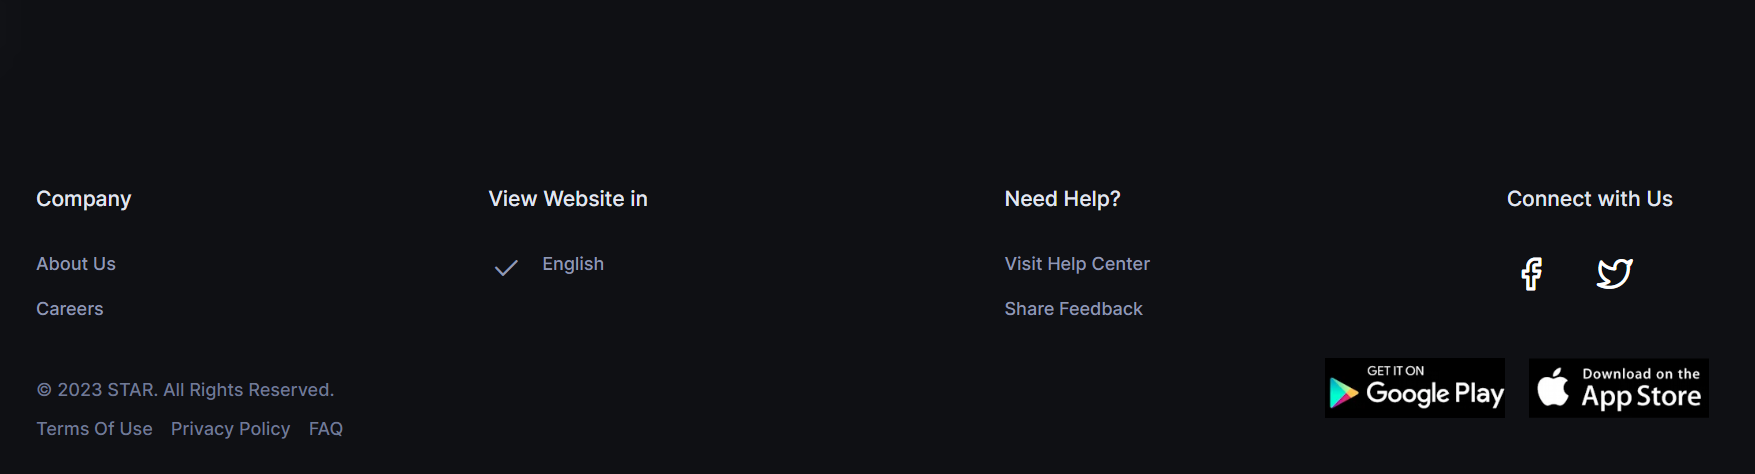 Company
About Us
Careers
View Website in
English
Need Help?
Visit Help Center
Share Feedback
Connect with Us
© 2023 STAR. All Rights Reserved.
Terms Of Use Privacy Policy FAQ
GET IT ON
Google Play
Download on the
App Store